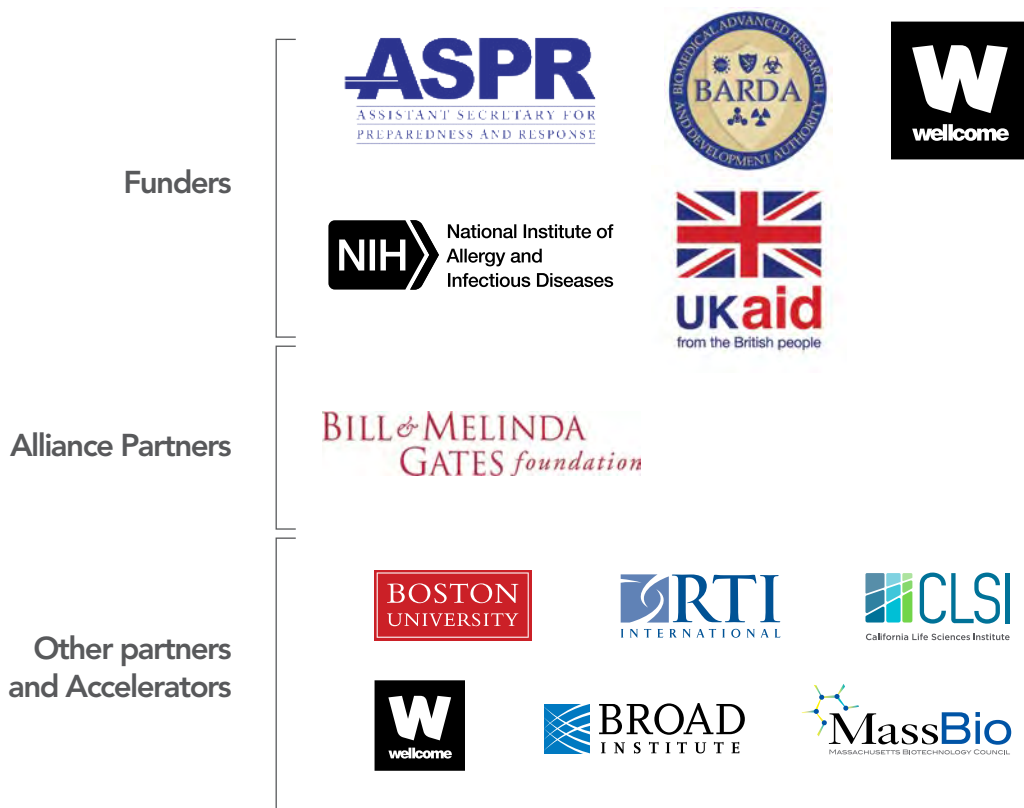 Funders
ASPR
ASSISTANT SECRETARY FOR
PREPAREDNESS AND RESPONSE
BIOMEDICAL ADVANCED RESEARCH
BARDA
AND DEVELOPMENT AUTHORITY
W
wellcome
NIH
National Institute of
Allergy and
Infectious Diseases
UKaid
from the British people
Alliance Partners
BILL & MELINDA
GATES foundation
Other partners
and Accelerators
BOSTON
UNIVERSITY
RTI
INTERNATIONAL
CLSI
California Life Sciences Institute
W
wellcome
BROAD
INSTITUTE
MassBio
MASSACHUSETTS BIOTECHNOLOGY COUNCIL